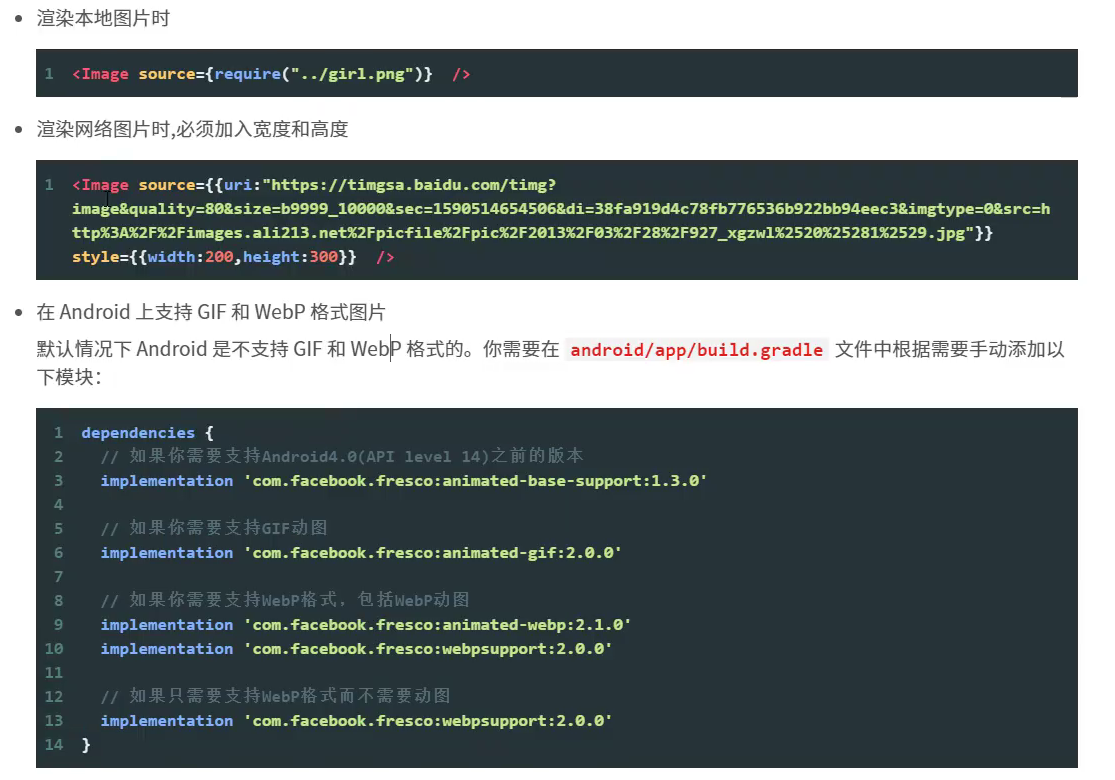 渲染本地图片时
1 <Image source={require("../girl.png")}  />
渲染网络图片时,必须加入宽度和高度
1 <Image source={{uri:"https://timgsa.baidu.com/timg?
image&quality=80&size=b9999_10000&sec=1590514654506&di=38fa919d4c78fb776536b922bb94eec3&imgtype=0&src=h
ttp%3A%2F%2Fimages.ali213.net%2Fpicfile%2Fpic%2F2013%2F03%2F28%2F927_xgzwl%2520%25281%2529.jpg"}}
style={{width:200,height:300}}  />
在 Android 上支持 GIF 和 WebP 格式图片
默认情况下 Android 是不支持 GIF 和 WebP 格式的。你需要在 android/app/build.gradle 文件中根据需要手动添加以
下模块：
1 dependencies {
2   // 如果你需要支持Android4.0(API level 14)之前的版本
3   implementation 'com.facebook.fresco:animated-base-support:1.3.0'
4
5   // 如果你需要支持GIF动图
6   implementation 'com.facebook.fresco:animated-gif:2.0.0'
7
8   // 如果你需要支持WebP格式，包括WebP动图
9   implementation 'com.facebook.fresco:animated-webp:2.1.0'
10   implementation 'com.facebook.fresco:webpsupport:2.0.0'
11
12   // 如果只需要支持WebP格式而不需要动图
13   implementation 'com.facebook.fresco:webpsupport:2.0.0'
14 }